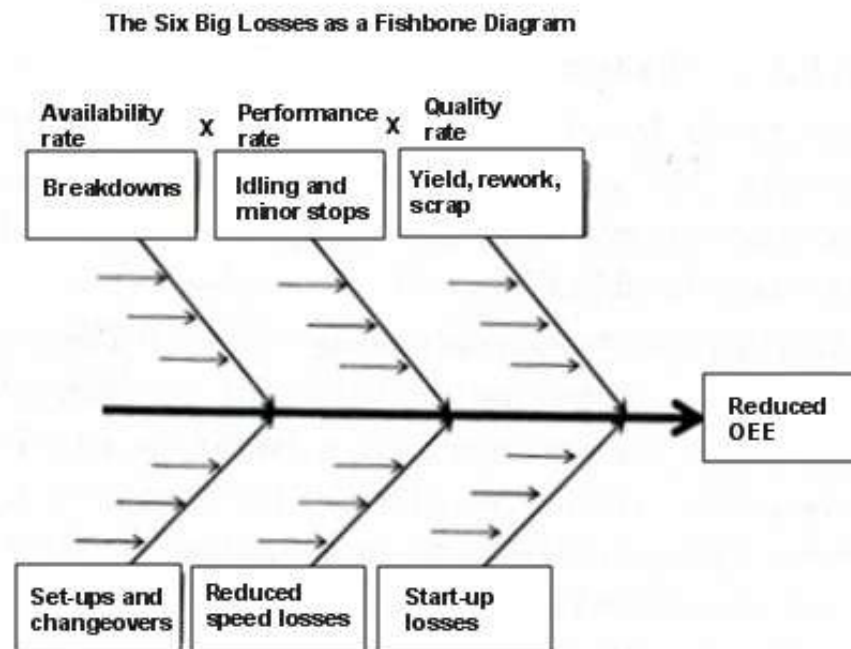 The Six Big Losses as a Fishbone Diagram
Availability
rate
X
Performance
rate
X
Quality
rate
Breakdowns
Idling and
minor stops
Yield, rework,
scrap
Reduced
OEE
Set-ups and
changeovers
Reduced
speed losses
Start-up
losses